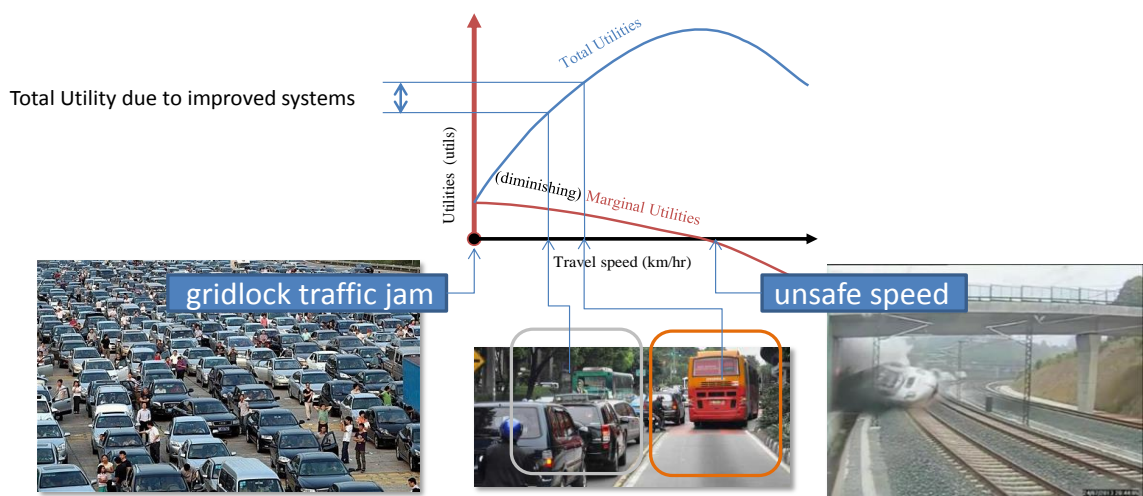 Total Utilities
Total Utility due to improved systems
Utilities (utils)
(diminishing) Marginal Utilities
Travel speed (km/hr)
gridlock traffic jam
unsafe speed